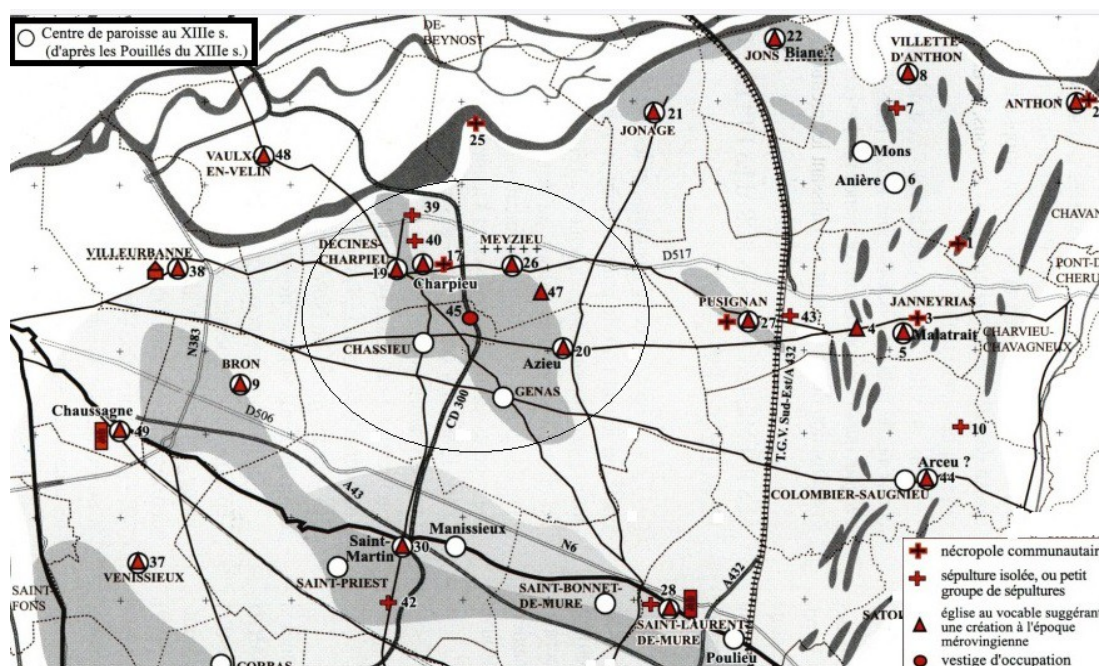 Centre de paroisse au XIIIe s.
(d'après les Pouillés du XIIIe s.)
DE-
BEYNOST
22
JONS Biane ?
VILLETTE-
D'ANTHON
8
7
ANTHON
2
21
JONAGE
25
VAULX-
EN-VELIN
48
Mons
Anière
6
CHAVAN
39
40
MEYZIEU
+++++
DECINES-
CHARPIEU
17
26
D517
1
PONT-D
CHERU
VILLEURBANNE
38
19
Charpieu
47
45
PUSIGNAN
27
43
4
JANNEYRIAS
3
Malatrait
5
CHARVIEU-
CHAVAGNEUX
N383
CHASSIEU
Azieu
20
BRON
9
GENAS
D506
CD 300
T.G.V. Sud-Est/A 432
Chaussagne
49
10
Arceu ?
44
COLOMBIER-SAUGNIEU
A43
Manissieux
N6
Saint-
Martin
30
SAINT-PRIEST
37
VENISSIEUX
SAINT-
FONS
42
SAINT-BONNET-
DE-MURE
28
A432
SAINT-LAURENT-
DE-MURE
Poulieu
SATOL
CORBAS
nécropole communautair
sépulture isolée, ou petit
groupe de sépultures
église au vocable suggérant
une création à l'époque
mérovingienne
vestige d'occupation